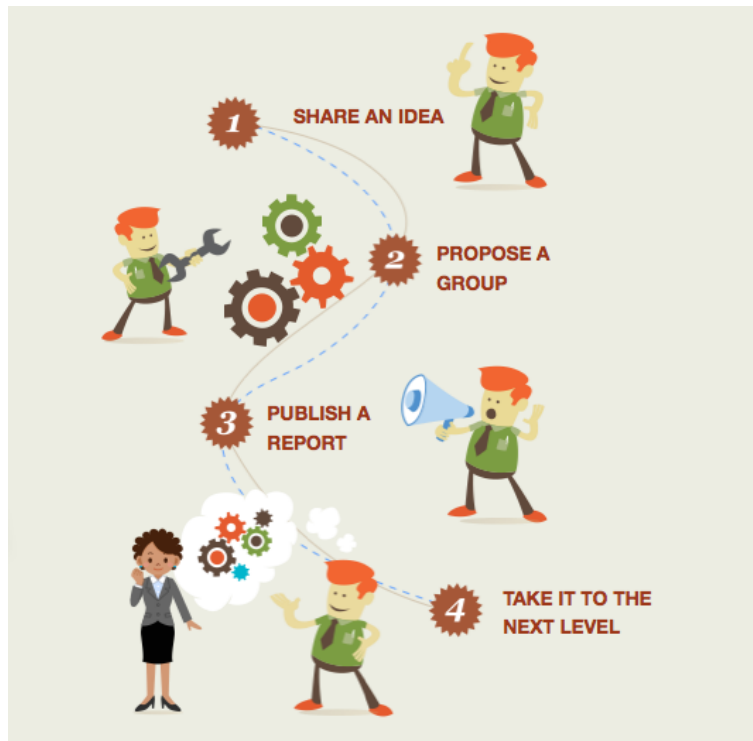 1
SHARE AN IDEA
2
PROPOSE A
GROUP
3
PUBLISH A
REPORT
4
TAKE IT TO THE
NEXT LEVEL